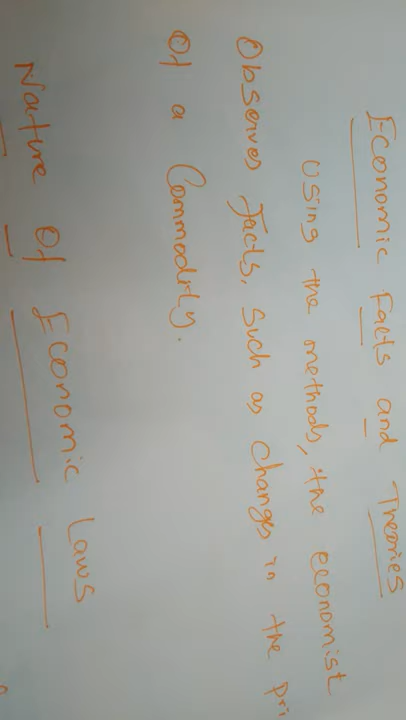 Economic Facts and Theories
Using the methods, the economist
Observes facts, such as changes in the pri
Of a Commodity.
Nature Of Economic Laws